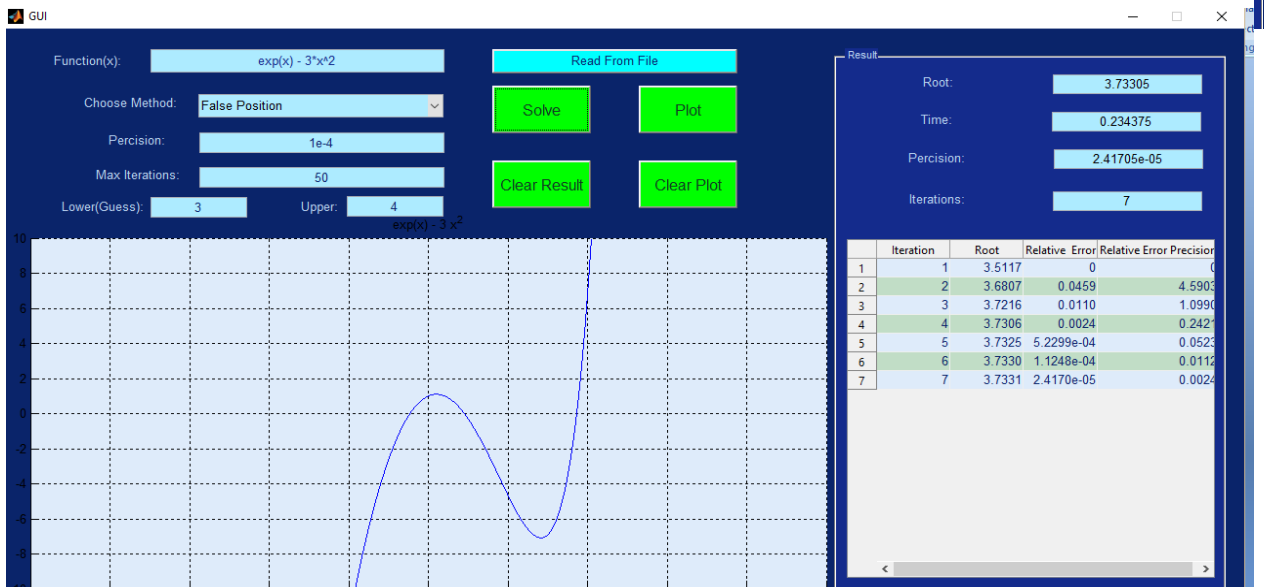 GUI
Function(x): exp(x) - 3*x^2
Read From File
Choose Method: False Position
Solve
Plot
Percision: 1e-4
Max Iterations: 50
Clear Result
Clear Plot
Lower(Guess): 3 Upper: 4
exp(x) - 3 x^2
10
8
6
4
2
0
-2
-4
-6
-8
Result
Root: 3.73305
Time: 0.234375
Percision: 2.41705e-05
Iterations: 7
Iteration Root Relative Error Relative Error Precision
1 1 3.5117 0
2 2 3.6807 0.0459 4.5903
3 3 3.7216 0.0110 1.0990
4 4 3.7306 0.0024 0.2421
5 5 3.7325 5.2299e-04 0.0523
6 6 3.7330 1.1248e-04 0.0112
7 7 3.7331 2.4170e-05 0.0024